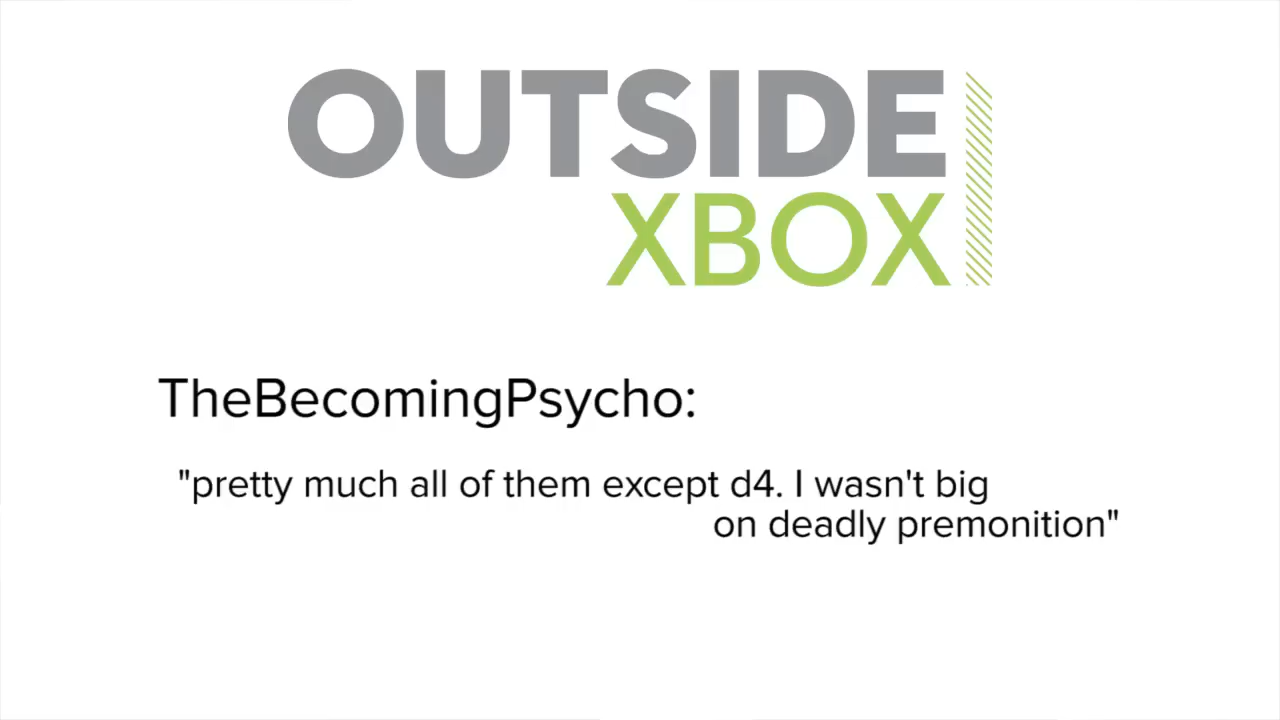 OUTSIDE
XBOX
TheBecomingPsycho:
"pretty much all of them except d4. I wasn't big
on deadly premonition"